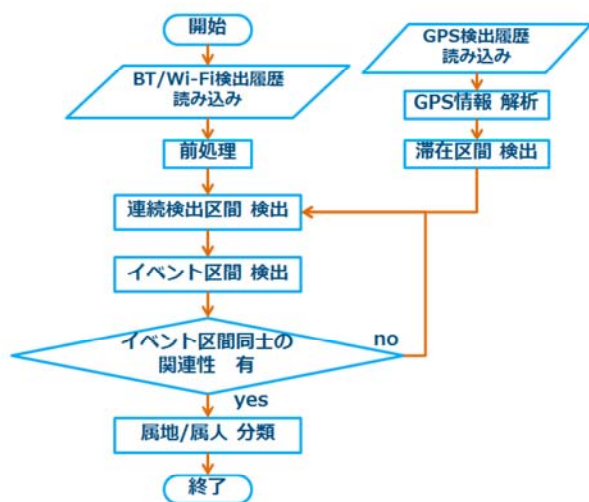 開始
BT/Wi-Fi検出履歴
読み込み
前処理
連続検出区間 検出
イベント区間 検出
イベント区間同士の
関連性 有
no
yes
属地/属人 分類
終了
GPS検出履歴
読み込み
GPS情報 解析
滞在区間 検出